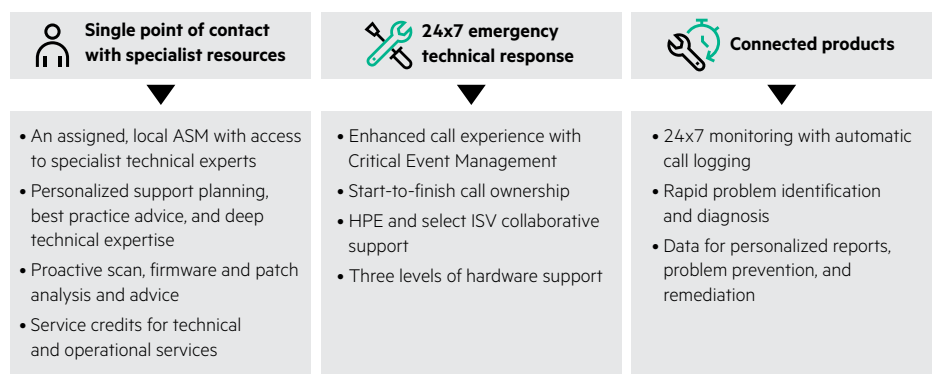 Single point of contact
with specialist resources
• An assigned, local ASM with access
to specialist technical experts
• Personalized support planning,
best practice advice, and deep
technical expertise
• Proactive scan, firmware and patch
analysis and advice
• Service credits for technical
and operational services
24x7 emergency
technical response
• Enhanced call experience with
Critical Event Management
• Start-to-finish call ownership
• HPE and select ISV collaborative
support
• Three levels of hardware support
Connected products
• 24x7 monitoring with automatic
call logging
• Rapid problem identification
and diagnosis
• Data for personalized reports,
problem prevention, and
remediation